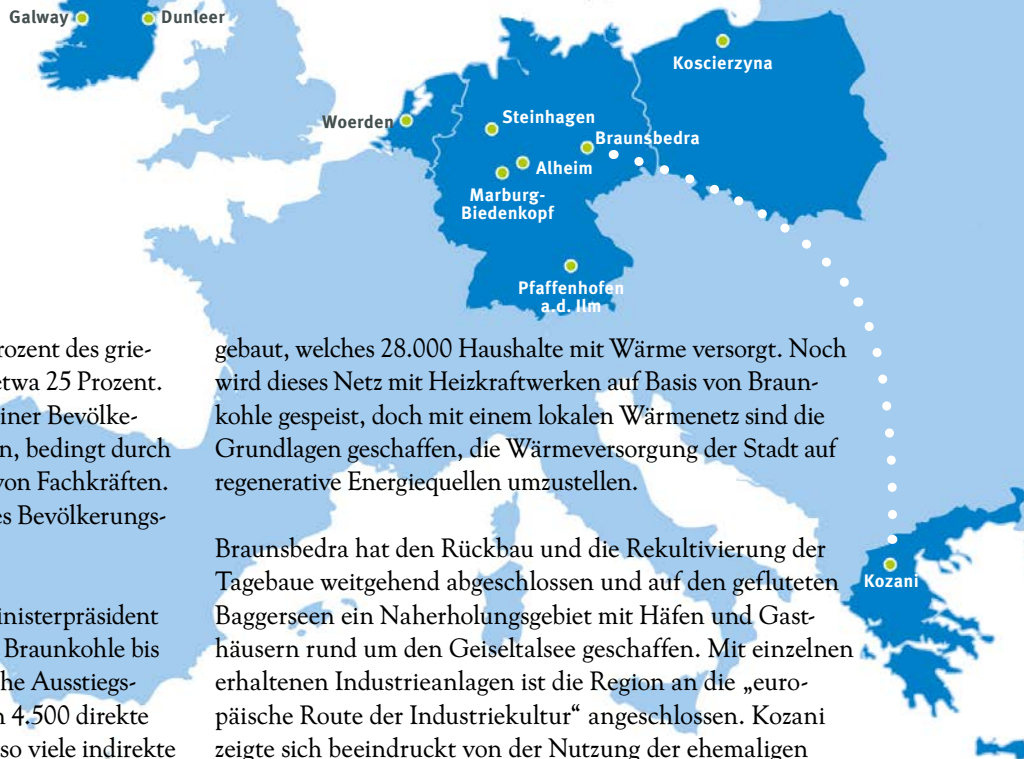 Galway
Dunleer
Koscierzyna
Woerden
Steinhagen
Braunsbedra
Alheim
Marburg-
Biedenkopf
Pfaffenhofen
a.d. Ilm
Kozani
rozent des grie-
etwa 25 Prozent.
iner Bevölke-
n, bedingt durch
von Fachkräften.
es Bevölkerungs-
inisterpräsident
Braunkohle bis
he Ausstiegs-
n 4.500 direkte
so viele indirekte
gebaut, welches 28.000 Haushalte mit Wärme versorgt. Noch
wird dieses Netz mit Heizkraftwerken auf Basis von Braun-
kohle gespeist, doch mit einem lokalen Wärmenetz sind die
Grundlagen geschaffen, die Wärmeversorgung der Stadt auf
regenerative Energiequellen umzustellen.
Braunsbedra hat den Rückbau und die Rekultivierung der
Tagebaue weitgehend abgeschlossen und auf den gefluteten
Baggerseen ein Naherholungsgebiet mit Häfen und Gast-
häusern rund um den Geiseltalsee geschaffen. Mit einzelnen
erhaltenen Industrieanlagen ist die Region an die „euro-
päische Route der Industriekultur“ angeschlossen. Kozani
zeigte sich beeindruckt von der Nutzung der ehemaligen